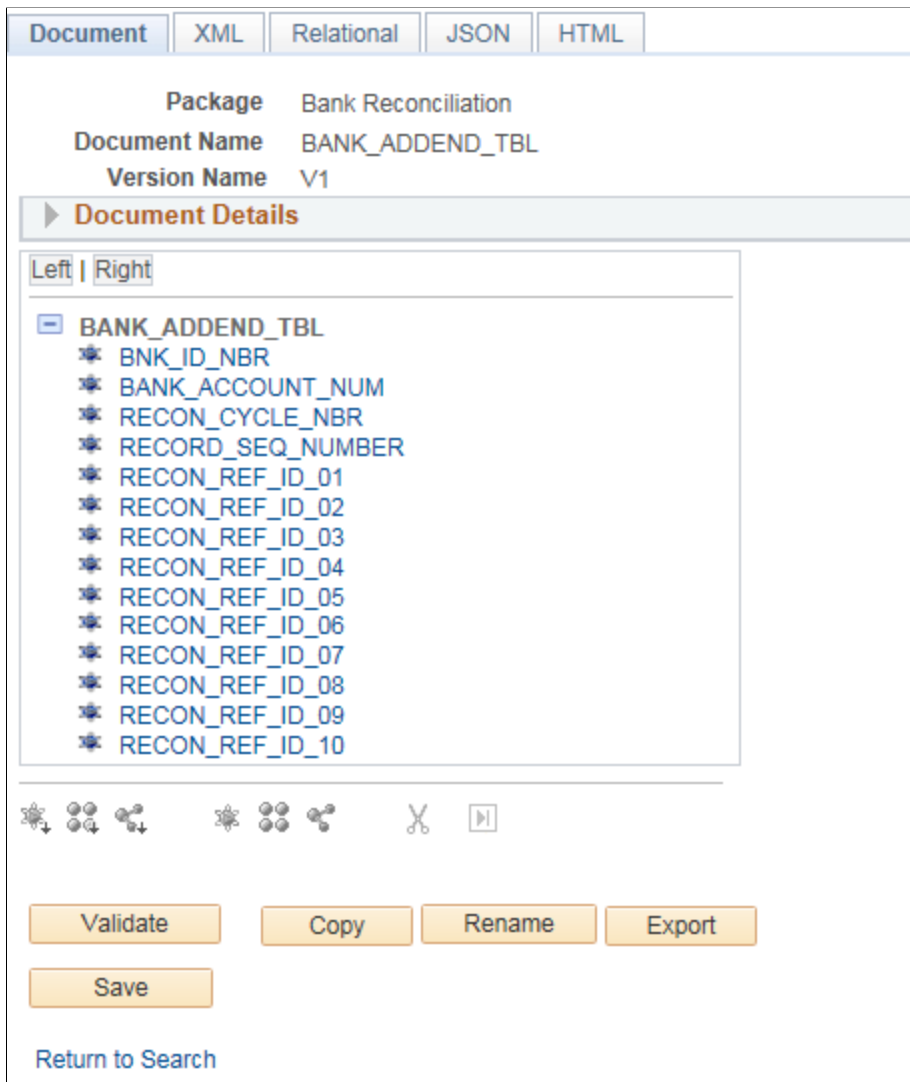 Document XML Relational JSON HTML
Package Bank Reconciliation
Document Name BANK_ADDEND_TBL
Version Name V1
Document Details
Left | Right
BANK_ADDEND_TBL
BNK_ID_NBR
BANK_ACCOUNT_NUM
RECON_CYCLE_NBR
RECORD_SEQ_NUMBER
RECON_REF_ID_01
RECON_REF_ID_02
RECON_REF_ID_03
RECON_REF_ID_04
RECON_REF_ID_05
RECON_REF_ID_06
RECON_REF_ID_07
RECON_REF_ID_08
RECON_REF_ID_09
RECON_REF_ID_10
Validate Copy Rename Export
Save
Return to Search